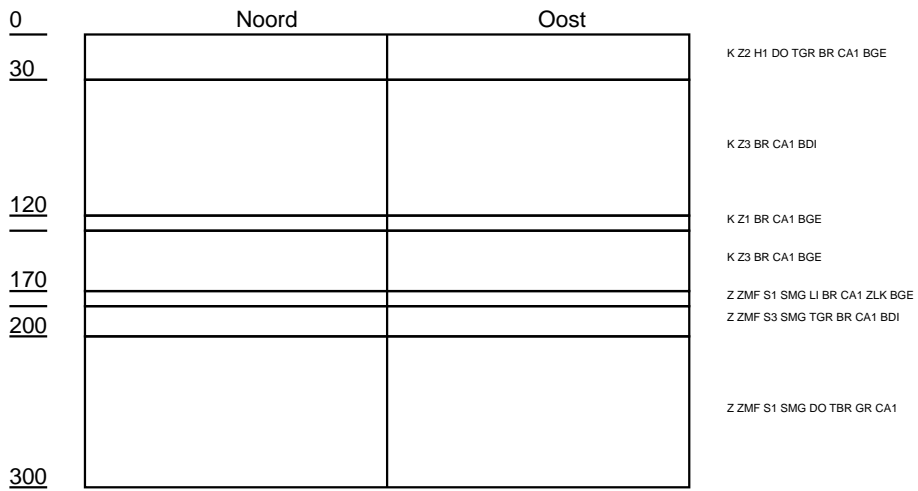 0 Noord Oost
K Z2 H1 DO TGR BR CA1 BGE
30
K Z3 BR CA1 BDI
120
K Z1 BR CA1 BGE
K Z3 BR CA1 BGE
170
Z ZMF S1 SMG LI BR CA1 ZLK BGE
Z ZMF S3 SMG TGR BR CA1 BDI
200
Z ZMF S1 SMG DO TBR GR CA1
300